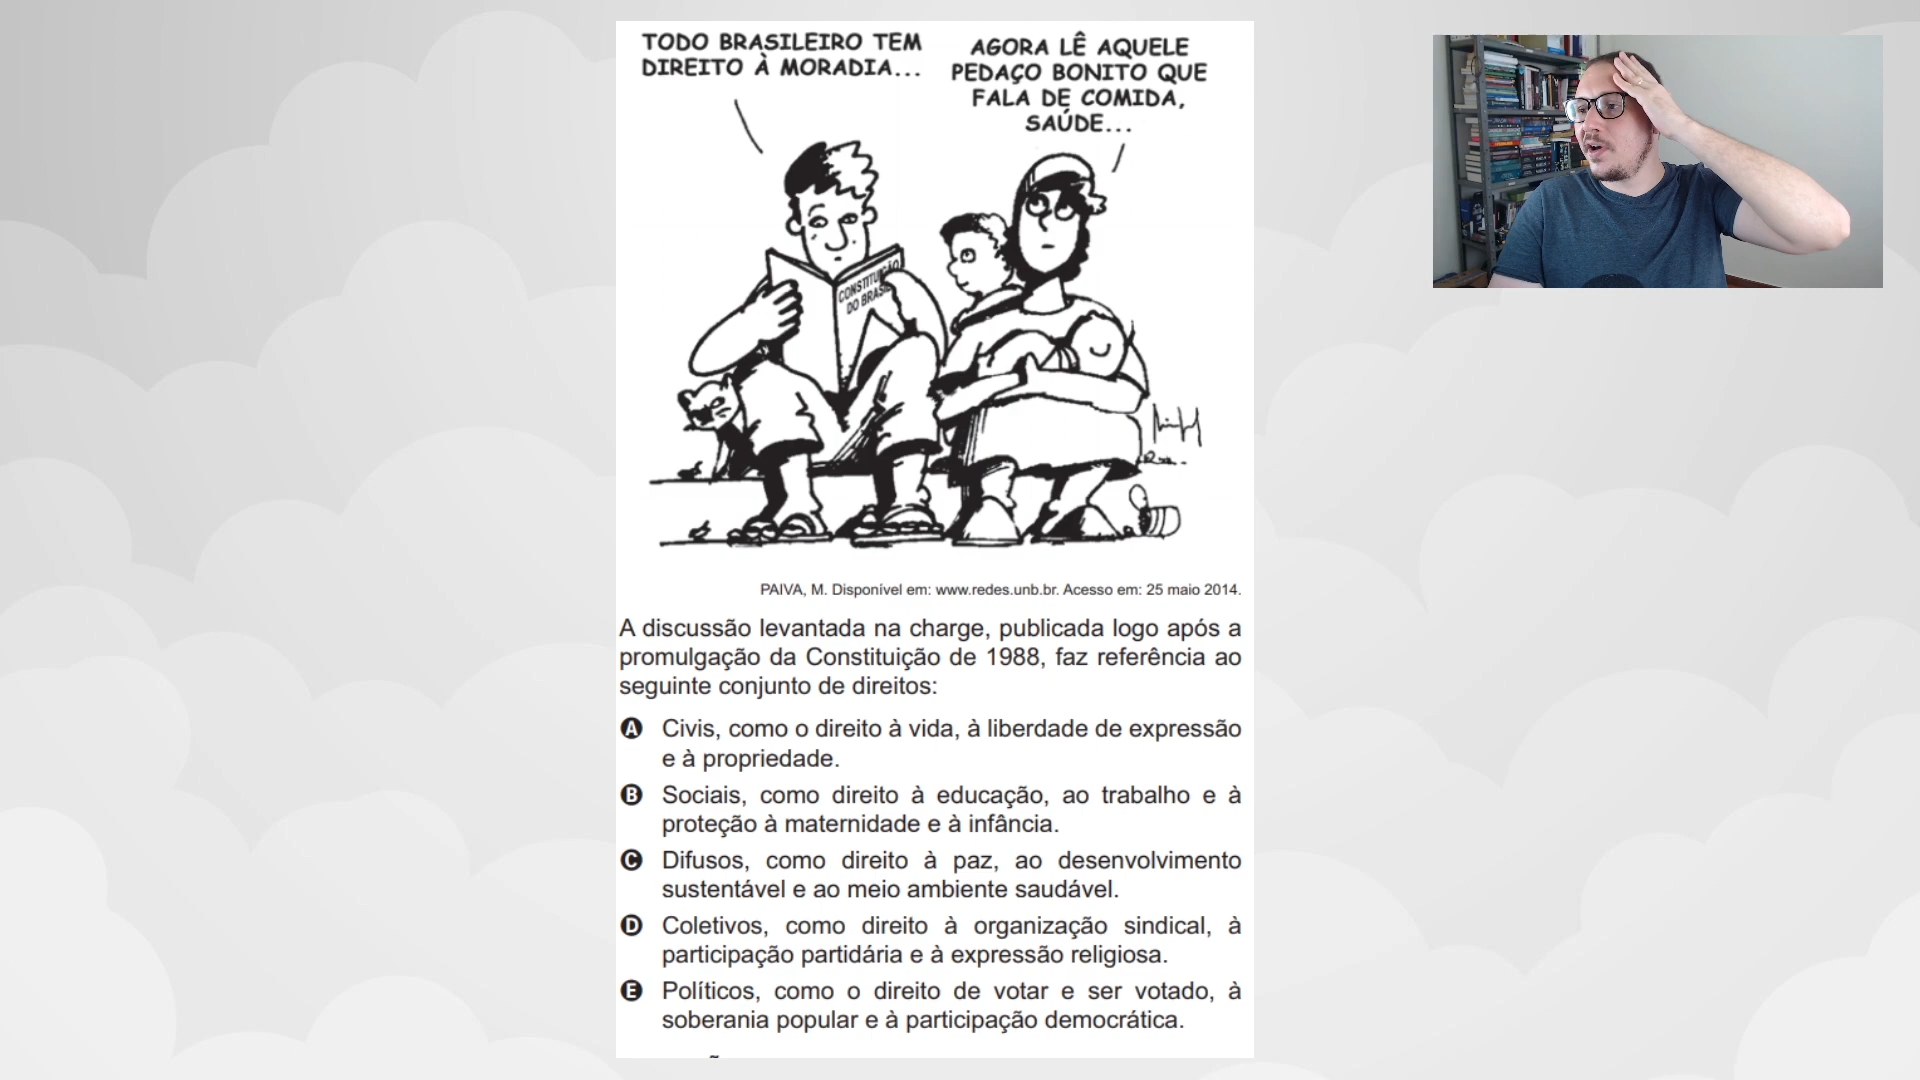 TODO BRASILEIRO TEM
DIREITO À MORADIA...
AGORA LÊ AQUELE
PEDAÇO BONITO QUE
FALA DE COMIDA,
SAÚDE...
CONSTITUIÇÃO
DO BRASIL
PAIVA, M. Disponível em: www.redes.unb.br. Acesso em: 25 maio 2014.
A discussão levantada na charge, publicada logo após a
promulgação da Constituição de 1988, faz referência ao
seguinte conjunto de direitos:
A Civis, como o direito à vida, à liberdade de expressão
e à propriedade.
B Sociais, como direito à educação, ao trabalho e à
proteção à maternidade e à infância.
C Difusos, como direito à paz, ao desenvolvimento
sustentável e ao meio ambiente saudável.
D Coletivos, como direito à organização sindical, à
participação partidária e à expressão religiosa.
E Políticos, como o direito de votar e ser votado, à
soberania popular e à participação democrática.